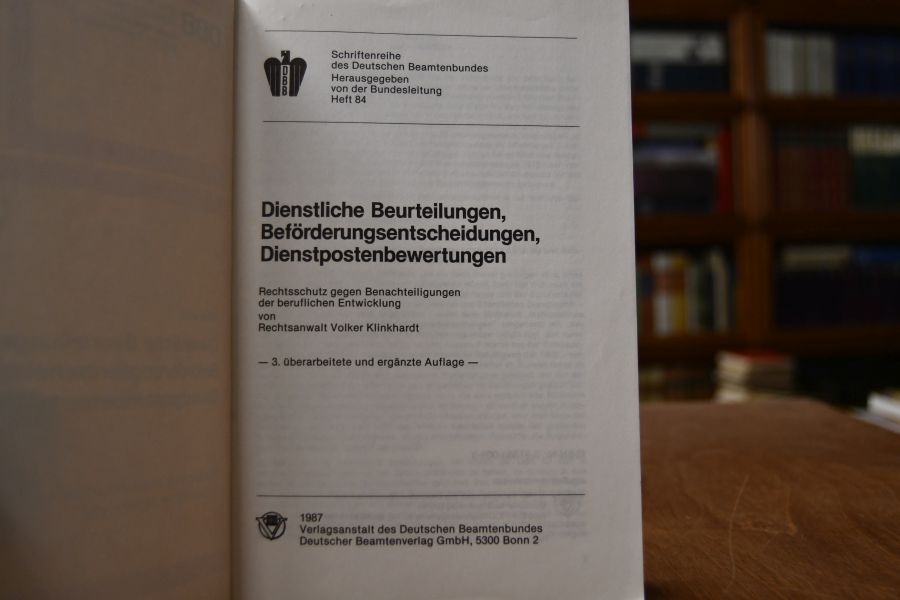 DBB
Schriftenreihe
des Deutschen Beamtenbundes
Herausgegeben
von der Bundesleitung
Heft 84
Dienstliche Beurteilungen,
Beförderungsentscheidungen,
Dienstpostenbewertungen
Rechtsschutz gegen Benachteiligungen
der beruflichen Entwicklung
von
Rechtsanwalt Volker Klinkhardt
— 3. überarbeitete und ergänzte Auflage —
1987
Verlagsanstalt des Deutschen Beamtenbundes
Deutscher Beamtenverlag GmbH, 5300 Bonn 2